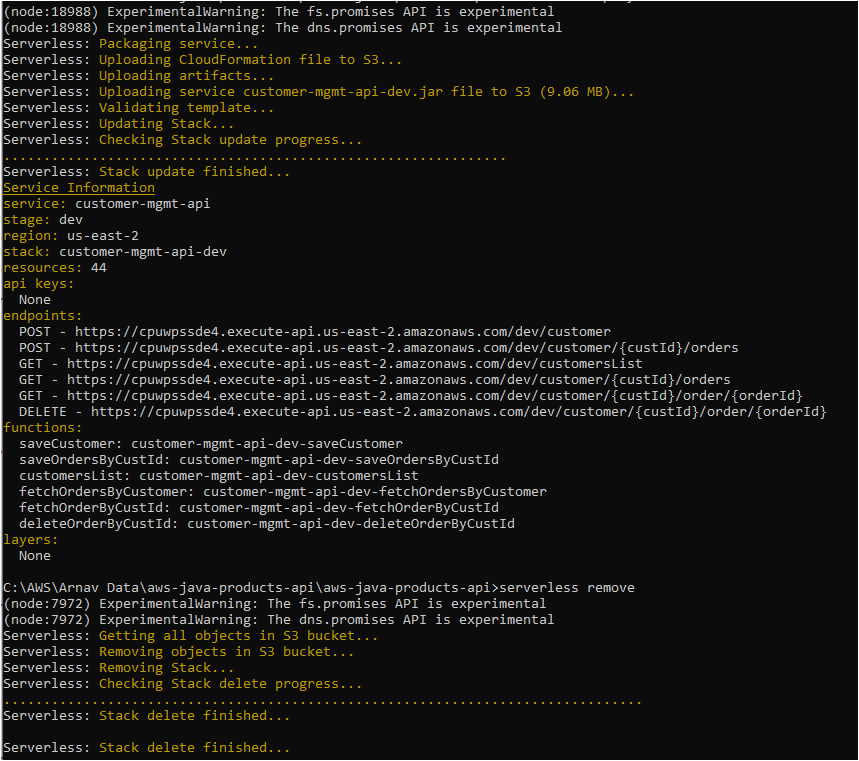 (node:18988) ExperimentalWarning: The fs.promises API is experimental
(node:18988) ExperimentalWarning: The dns.promises API is experimental
Serverless: Packaging service...
Serverless: Uploading CloudFormation file to S3...
Serverless: Uploading artifacts...
Serverless: Uploading service customer-mgmt-api-dev.jar file to S3 (9.06 MB)...
Serverless: Validating template...
Serverless: Updating Stack...
Serverless: Checking Stack update progress...
...............................................................
Serverless: Stack update finished...
Service Information
service: customer-mgmt-api
stage: dev
region: us-east-2
stack: customer-mgmt-api-dev
resources: 44
api keys:
  None
endpoints:
  POST - https://cpuwpssde4.execute-api.us-east-2.amazonaws.com/dev/customer
  POST - https://cpuwpssde4.execute-api.us-east-2.amazonaws.com/dev/customer/{custId}/orders
  GET - https://cpuwpssde4.execute-api.us-east-2.amazonaws.com/dev/customersList
  GET - https://cpuwpssde4.execute-api.us-east-2.amazonaws.com/dev/customer/{custId}/orders
  GET - https://cpuwpssde4.execute-api.us-east-2.amazonaws.com/dev/customer/{custId}/order/{orderId}
  DELETE - https://cpuwpssde4.execute-api.us-east-2.amazonaws.com/dev/customer/{custId}/order/{orderId}
functions:
  saveCustomer: customer-mgmt-api-dev-saveCustomer
  saveOrdersByCustId: customer-mgmt-api-dev-saveOrdersByCustId
  customersList: customer-mgmt-api-dev-customersList
  fetchOrdersByCustomer: customer-mgmt-api-dev-fetchOrdersByCustomer
  fetchOrderByCustId: customer-mgmt-api-dev-fetchOrderByCustId
  deleteOrderByCustId: customer-mgmt-api-dev-deleteOrderByCustId
layers:
  None
C:\AWS\Arnav Data\aws-java-products-api\aws-java-products-api>serverless remove
(node:7972) ExperimentalWarning: The fs.promises API is experimental
(node:7972) ExperimentalWarning: The dns.promises API is experimental
Serverless: Getting all objects in S3 bucket...
Serverless: Removing objects in S3 bucket...
Serverless: Removing Stack...
Serverless: Checking Stack delete progress...
................................................................................
Serverless: Stack delete finished...
Serverless: Stack delete finished...